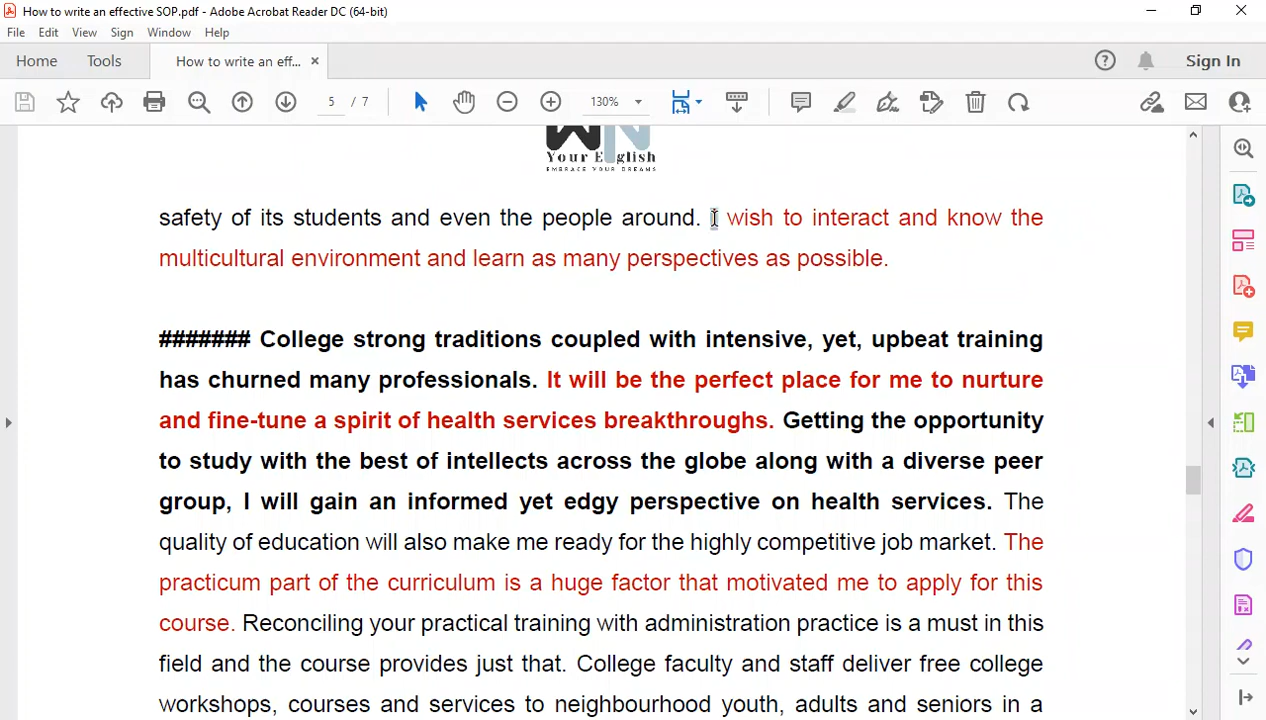 How to write an effective SOP.pdf - Adobe Acrobat Reader DC (64-bit)
File Edit View Sign Window Help
Home Tools How to write an eff... × Sign In
5 / 7 130%
Your English
EMBRACE YOUR DREAMS
safety of its students and even the people around. I wish to interact and know the
multicultural environment and learn as many perspectives as possible.
####### College strong traditions coupled with intensive, yet, upbeat training
has churned many professionals. It will be the perfect place for me to nurture
and fine-tune a spirit of health services breakthroughs. Getting the opportunity
to study with the best of intellects across the globe along with a diverse peer
group, I will gain an informed yet edgy perspective on health services. The
quality of education will also make me ready for the highly competitive job market. The
practicum part of the curriculum is a huge factor that motivated me to apply for this
course. Reconciling your practical training with administration practice is a must in this
field and the course provides just that. College faculty and staff deliver free college
workshops, courses and services to neighbourhood youth, adults and seniors in a